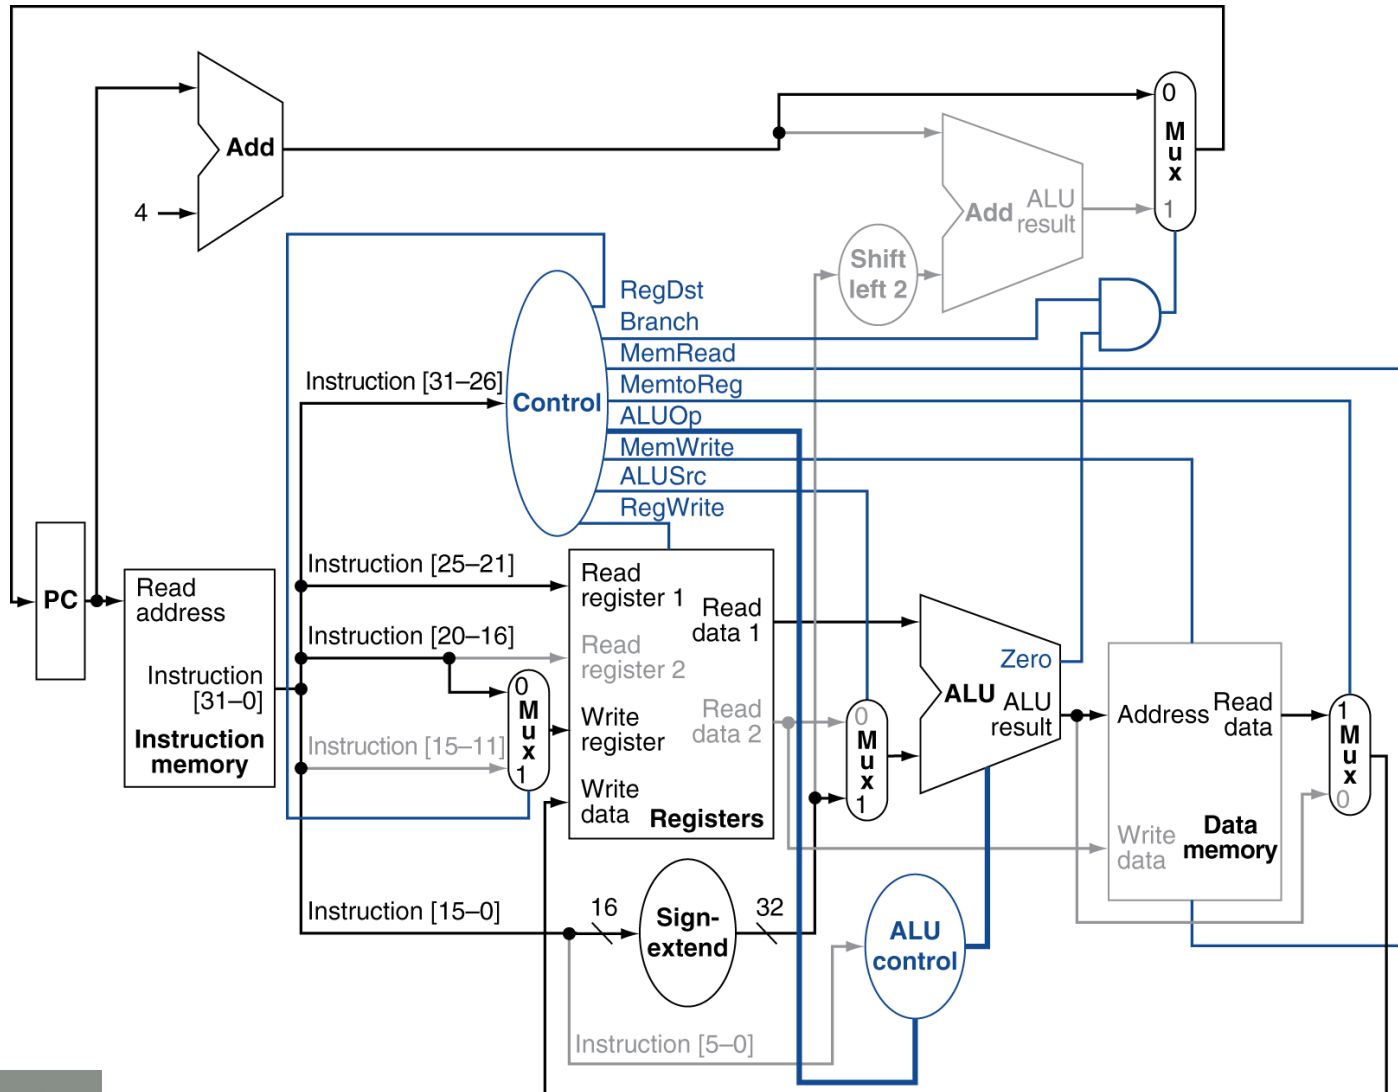 0
M
u
x
1
Add
4
Add
ALU
result
Shift
left 2
RegDst
Branch
MemRead
MemtoReg
ALUOp
MemWrite
ALUSrc
RegWrite
Instruction [31–26]
Control
PC
Read
address
Instruction
[31–0]
Instruction
memory
Instruction [25–21]
Instruction [20–16]
Instruction [15–11]
0
M
u
x
1
Read
register 1
Read
register 2
Write
register
Write
data
Read
data 1
Read
data 2
Registers
0
M
u
x
1
Zero
ALU
ALU
result
Address
Read
data
Write
data
Data
memory
1
M
u
x
0
Instruction [15–0]
16
Sign-
extend
32
ALU
control
Instruction [5–0]